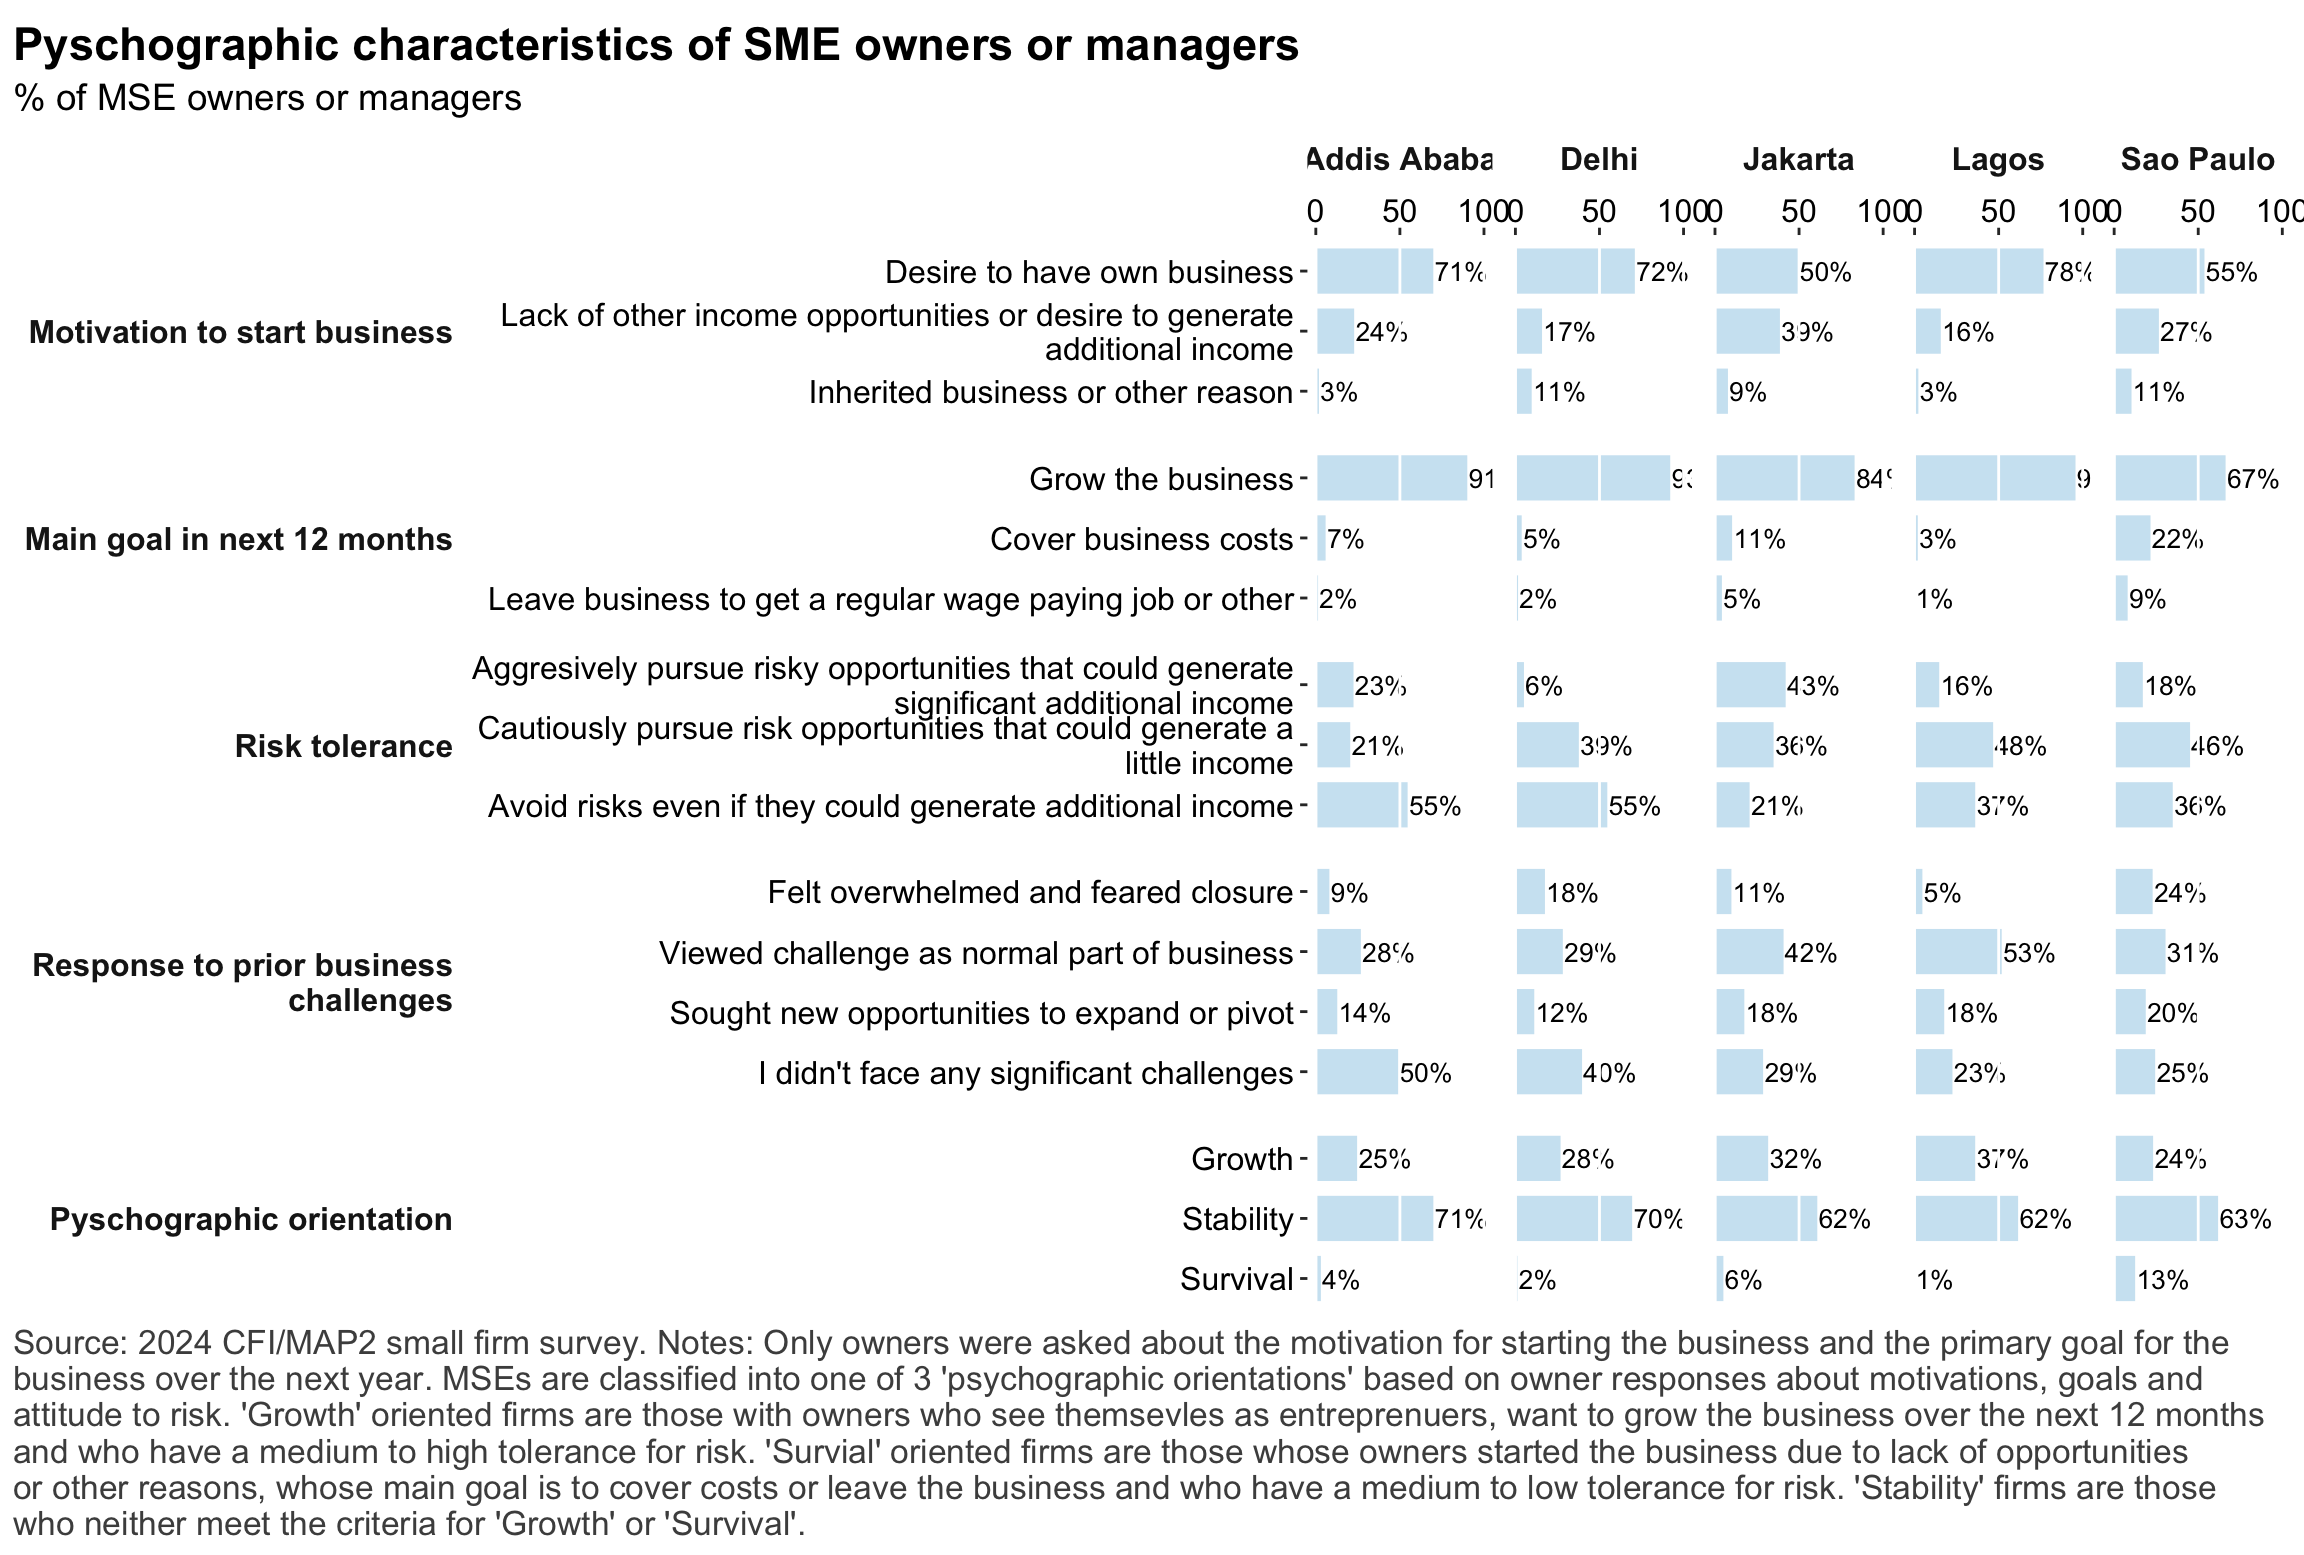 Pyschographic characteristics of SME owners or managers
% of MSE owners or managers
Addis Ababa Delhi Jakarta Lagos Sao Paulo
0 50 100 0 50 100 0 50 100 0 50 100 0 50 100
Motivation to start business
Desire to have own business 71% 72% 50% 78% 55%
Lack of other income opportunities or desire to generate
additional income 24% 17% 39% 16% 27%
Inherited business or other reason 3% 11% 9% 3% 11%
Main goal in next 12 months
Grow the business 91 84% 67%
Cover business costs 7% 5% 11% 3% 22%
Leave business to get a regular wage paying job or other 2% 2% 5% 1% 9%
Risk tolerance
Aggresively pursue risky opportunities that could generate
significant additional income 23% 6% 43% 16% 18%
Cautiously pursue risk opportunities that could generate a
little income 21% 39% 36% 48% 46%
Avoid risks even if they could generate additional income 55% 55% 21% 37% 36%
Response to prior business
challenges
Felt overwhelmed and feared closure 9% 18% 11% 5% 24%
Viewed challenge as normal part of business 28% 29% 42% 53% 31%
Sought new opportunities to expand or pivot 14% 12% 18% 18% 20%
I didn't face any significant challenges 50% 40% 29% 23% 25%
Pyschographic orientation
Growth 25% 28% 32% 37% 24%
Stability 71% 70% 62% 62% 63%
Survival 4% 2% 6% 1% 13%
Source: 2024 CFI/MAP2 small firm survey. Notes: Only owners were asked about the motivation for starting the business and the primary goal for the
business over the next year. MSEs are classified into one of 3 'psychographic orientations' based on owner responses about motivations, goals and
attitude to risk. 'Growth' oriented firms are those with owners who see themsevles as entreprenuers, want to grow the business over the next 12 months
and who have a medium to high tolerance for risk. 'Survial' oriented firms are those whose owners started the business due to lack of opportunities
or other reasons, whose main goal is to cover costs or leave the business and who have a medium to low tolerance for risk. 'Stability' firms are those
who neither meet the criteria for 'Growth' or 'Survival'.